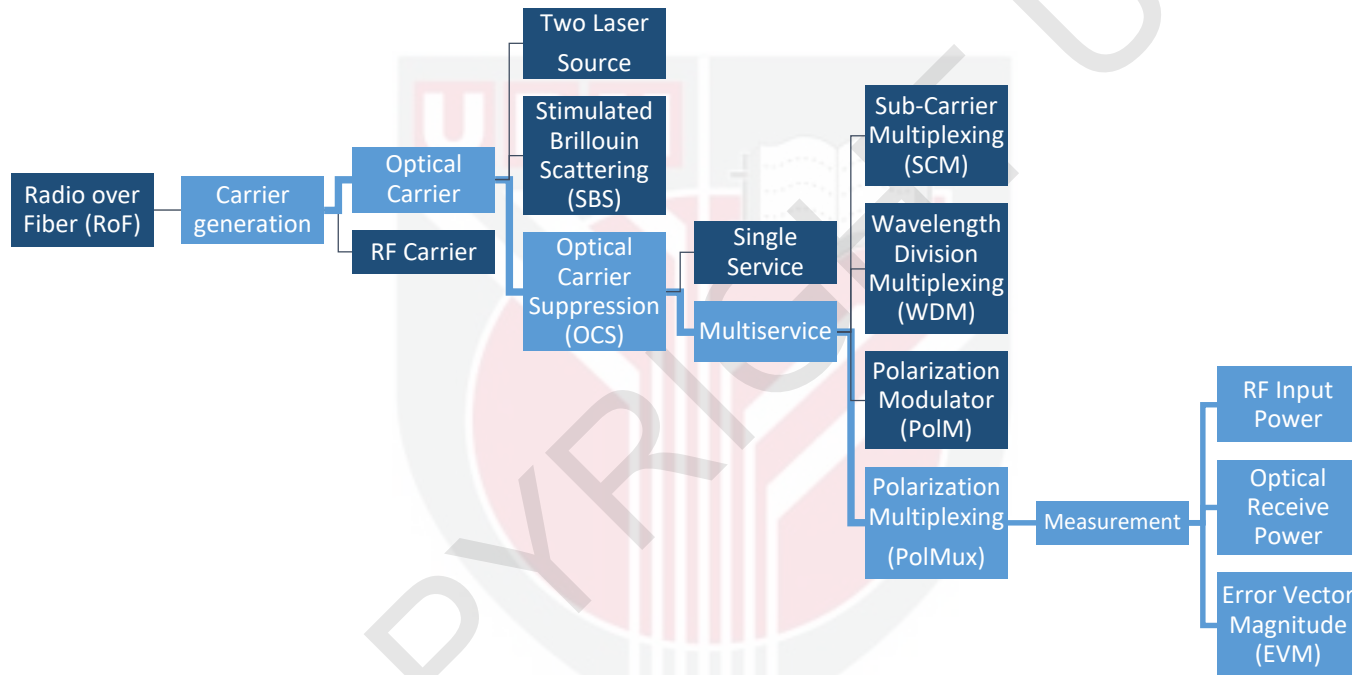 Radio over
Fiber (RoF)
Carrier
generation
Optical
Carrier
RF Carrier
Two Laser
Source
Stimulated
Brillouin
Scattering
(SBS)
Optical
Carrier
Suppression
(OCS)
Single
Service
Multiservice
Sub-Carrier
Multiplexing
(SCM)
Wavelength
Division
Multiplexing
(WDM)
Polarization
Modulator
(PolM)
Polarization
Multiplexing
(PolMux)
Measurement
RF Input
Power
Optical
Receive
Power
Error Vector
Magnitude
(EVM)
PYRIGHT U